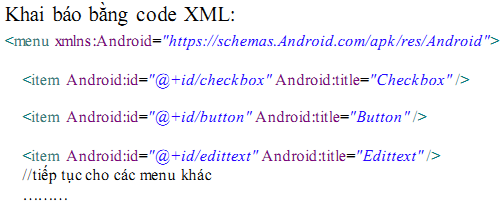 Khai báo bằng code XML:
<menu xmlns:Android="https://schemas.Android.com/apk/res/Android">
<item Android:id="@+id/checkbox" Android:title="Checkbox" />
<item Android:id="@+id/button" Android:title="Button" />
<item Android:id="@+id/edittext" Android:title="Edittext" />
//tiếp tục cho các menu khác
………